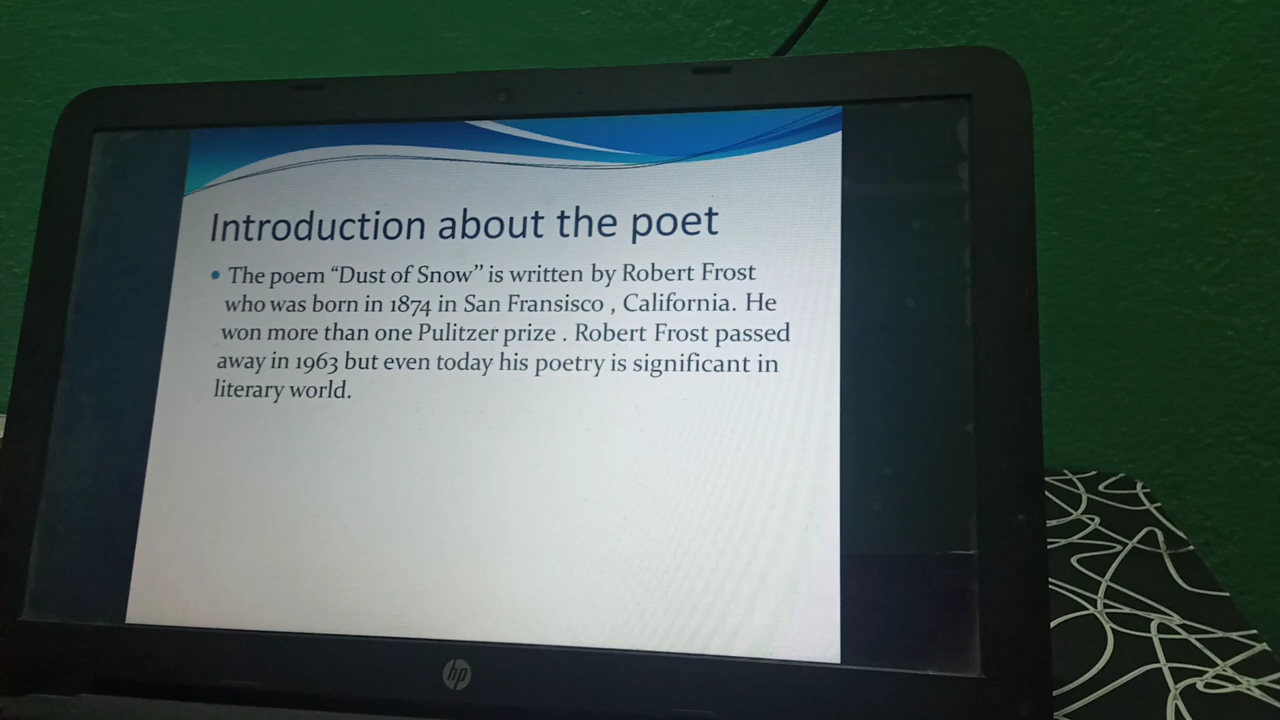 Introduction about the poet
The poem “Dust of Snow” is written by Robert Frost
who was born in 1874 in San Fransisco , California. He
won more than one Pulitzer prize . Robert Frost passed
away in 1963 but even today his poetry is significant in
literary world.
hp